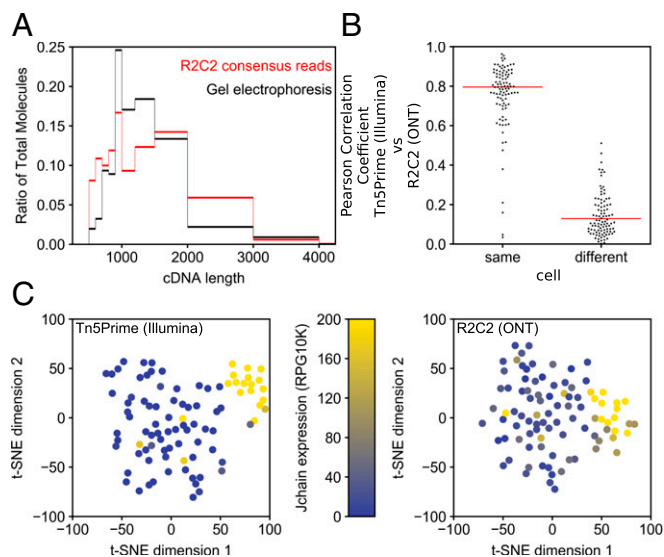 A
0.25
0.20
0.15
0.10
0.05
0.00
Ratio of Total Molecules
R2C2 consensus reads
Gel electrophoresis
1000 2000 3000 4000
cDNA length
B
Pearson Correlation
Coefficient
Tn5Prime (Illumina)
vs
R2C2 (ONT)
1.0
0.8
0.6
0.4
0.2
0.0
same different
cell
C
Tn5Prime (Illumina)
100
50
0
−50
−100
t-SNE dimension 2
−100 −50 0 50 100
t-SNE dimension 1
Jchain expression (RPG10K)
200
160
120
80
40
0
R2C2 (ONT)
100
50
0
−50
−100
t-SNE dimension 2
−100 −50 0 50 100
t-SNE dimension 1